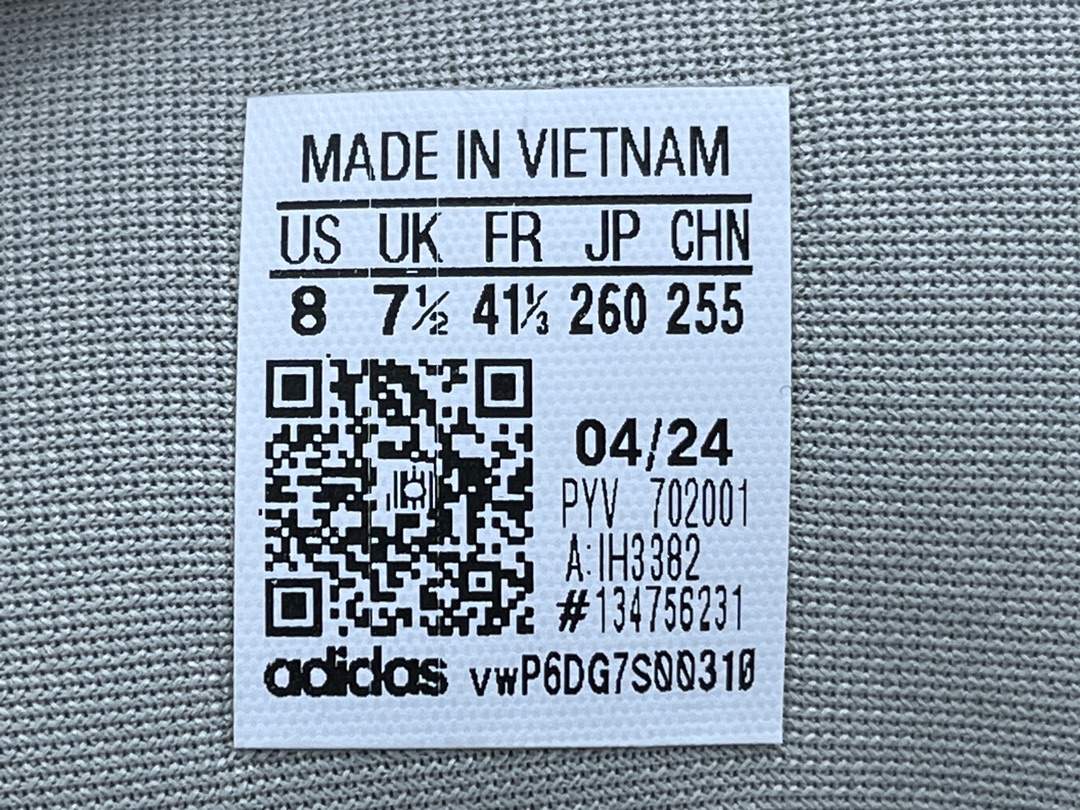 MADE IN VIETNAM
US UK FR JP CHN
8 7½ 41⅓ 260 255
04/24
PYV 702001
A:IH3382
#134756231
adidas vwP6DG7S00310